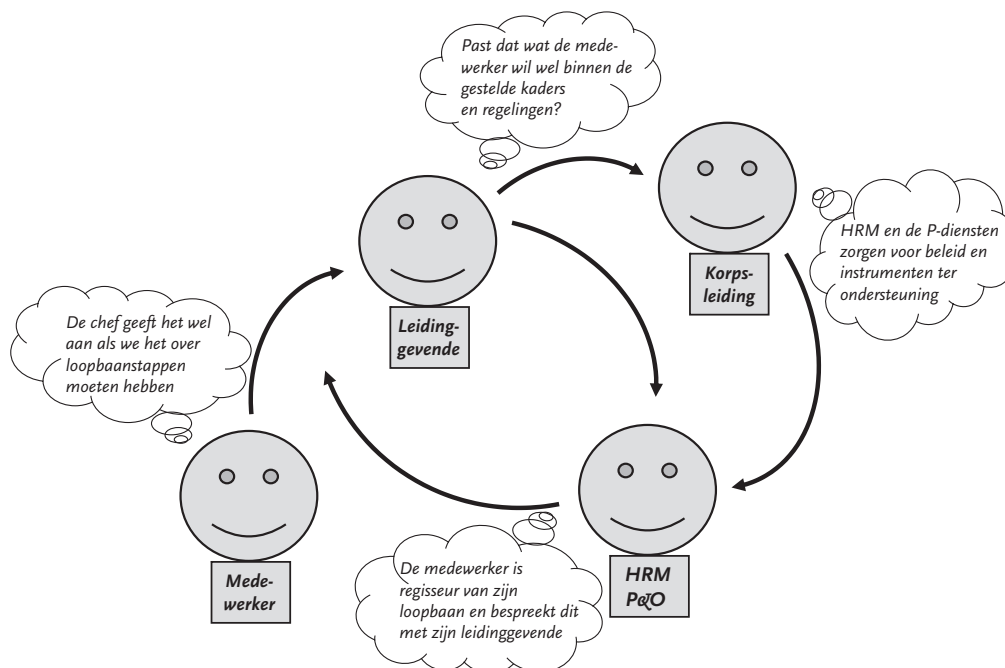 Past dat wat de mede-
werker wil wel binnen de
gestelde kaders
en regelingen?
HRM en de P-diensten
zorgen voor beleid en
instrumenten ter
ondersteuning
Korps-
leiding
Leiding-
gevende
De chef geeft het wel
aan als we het over
loopbaanstappen
moeten hebben
Mede-
werker
De medewerker is
regisseur van zijn
loopbaan en bespreekt dit
met zijn leidinggevende
HRM
P&O